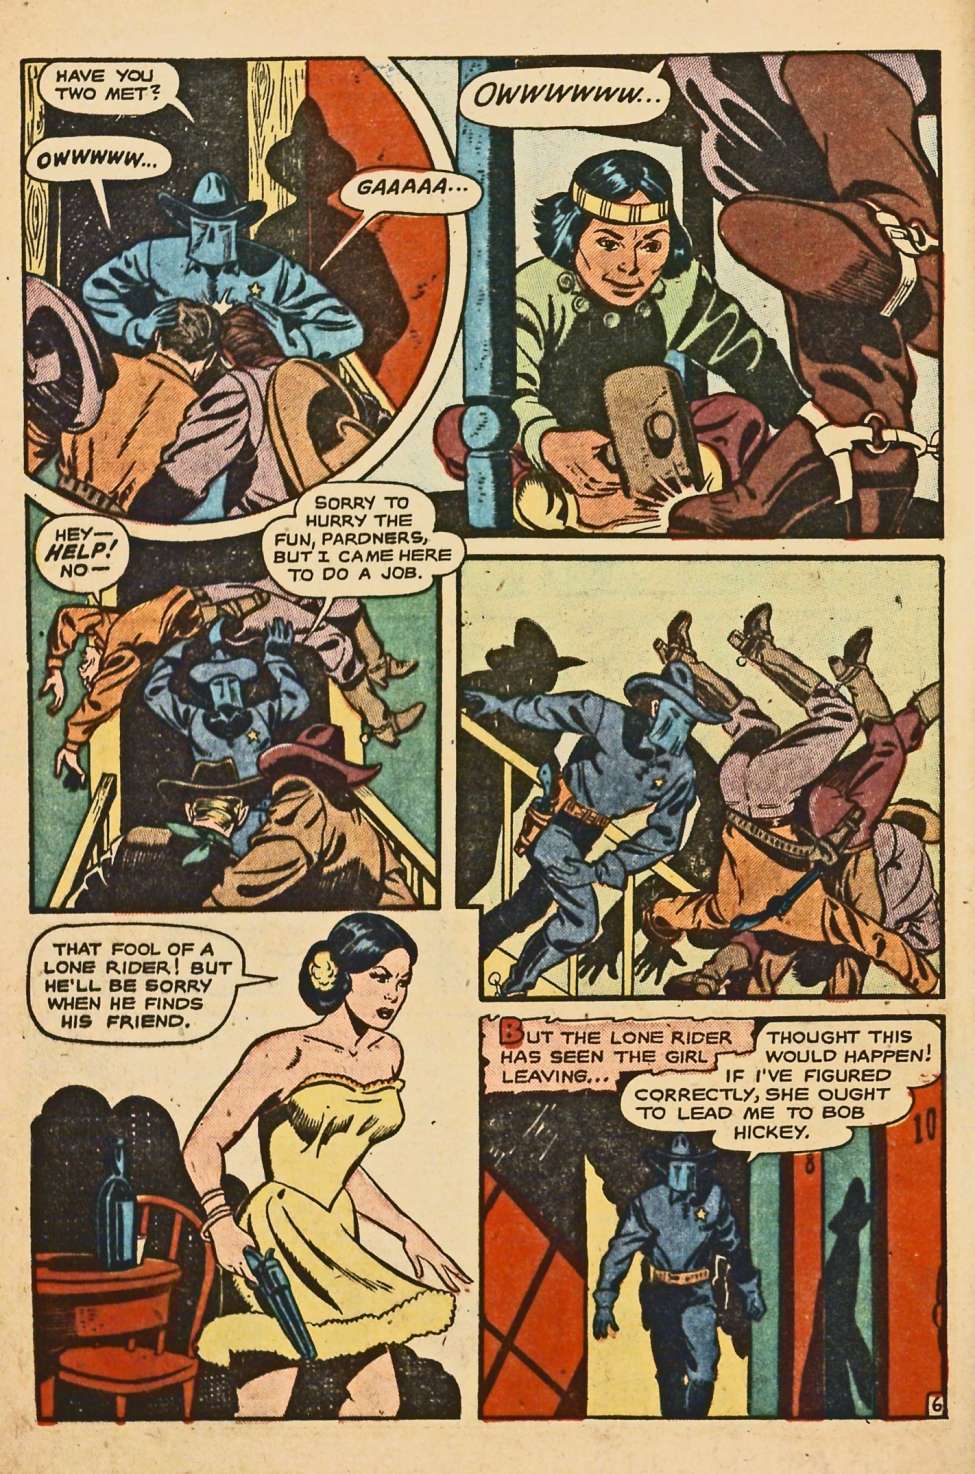 HAVE YOU
TWO MET?
OWWWWW...
GAAAAA...
OWWWWWW...
HEY—
HELP!
NO—
SORRY TO
HURRY THE
FUN, PARDNERS,
BUT I CAME HERE
TO DO A JOB.
THAT FOOL OF A
LONE RIDER! BUT
HE'LL BE SORRY
WHEN HE FINDS
HIS FRIEND.
BUT THE LONE RIDER
HAS SEEN THE GIRL
LEAVING...
THOUGHT THIS
WOULD HAPPEN!
IF I'VE FIGURED
CORRECTLY, SHE OUGHT
TO LEAD ME TO BOB
HICKEY.
10
8
6